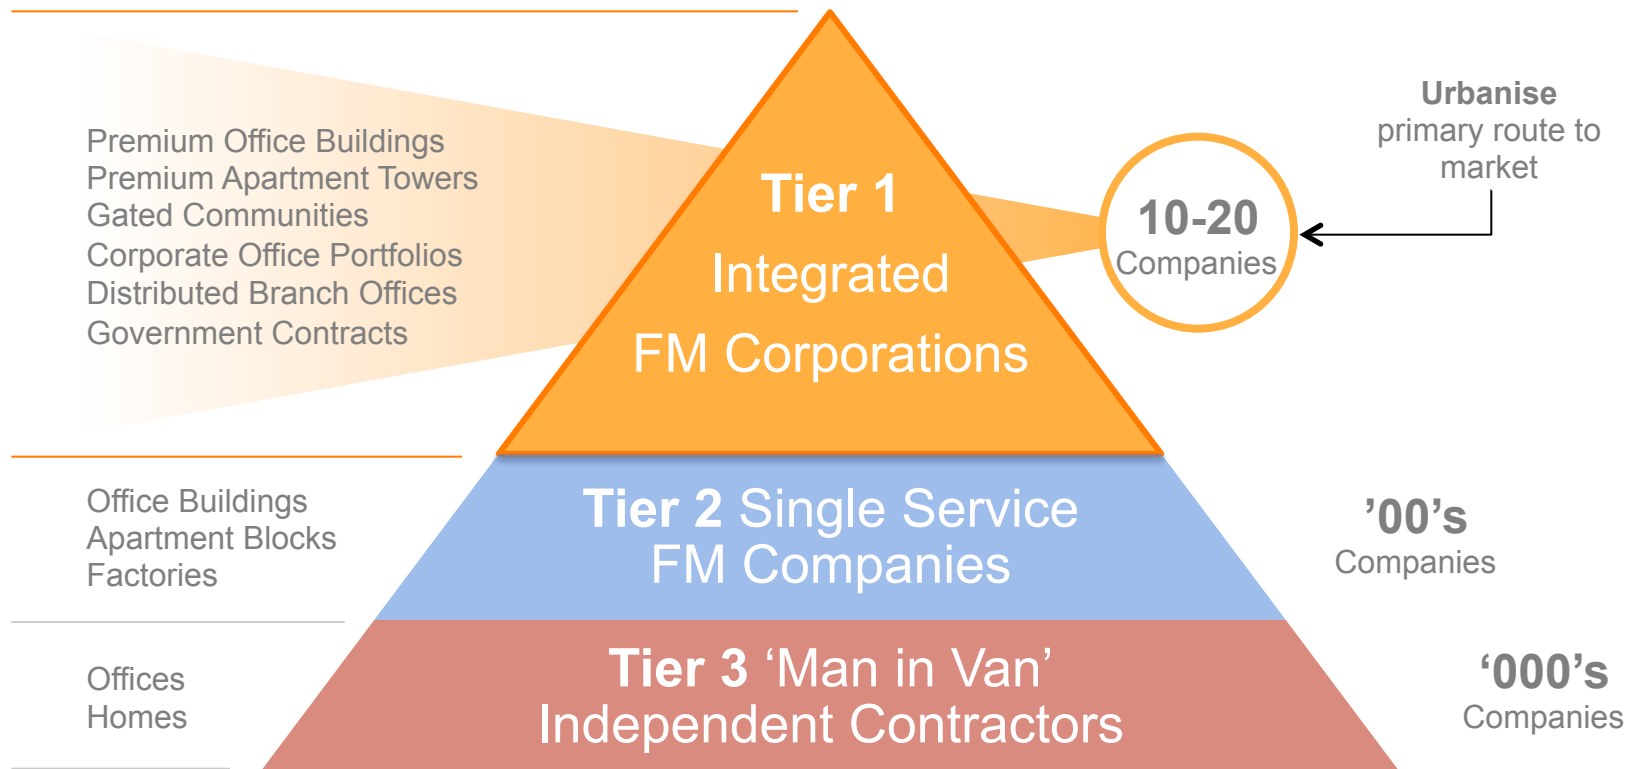 Premium Office Buildings
Premium Apartment Towers
Gated Communities
Corporate Office Portfolios
Distributed Branch Offices
Government Contracts
Tier 1
Integrated
FM Corporations
10-20
Companies
Urbanise
primary route to
market
Office Buildings
Apartment Blocks
Factories
Tier 2 Single Service
FM Companies
’00’s
Companies
Offices
Homes
Tier 3 ‘Man in Van’
Independent Contractors
‘000’s
Companies